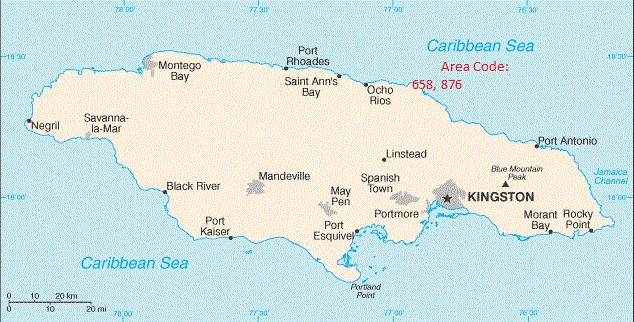 78 00
77 30
77 00
76 30
18 30
18 30
Caribbean Sea
Area Code:
658, 876
Port
Rhoades
Montego
Bay
Saint Ann's
Bay
Ocho
Rios
Negril
Savanna-
la-Mar
Port Antonio
Linstead
Blue Mountain
Peak
Jamaica
Channel
Black River
Mandeville
Spanish
Town
May
Pen
Portmore
KINGSTON
18 00
18 00
Port
Kaiser
Port
Esquivel
Morant
Bay
Rocky
Point
Caribbean Sea
Portland
Point
0 10 20 km
0 10 20 mi
78 00
77 30
77 00
76 30